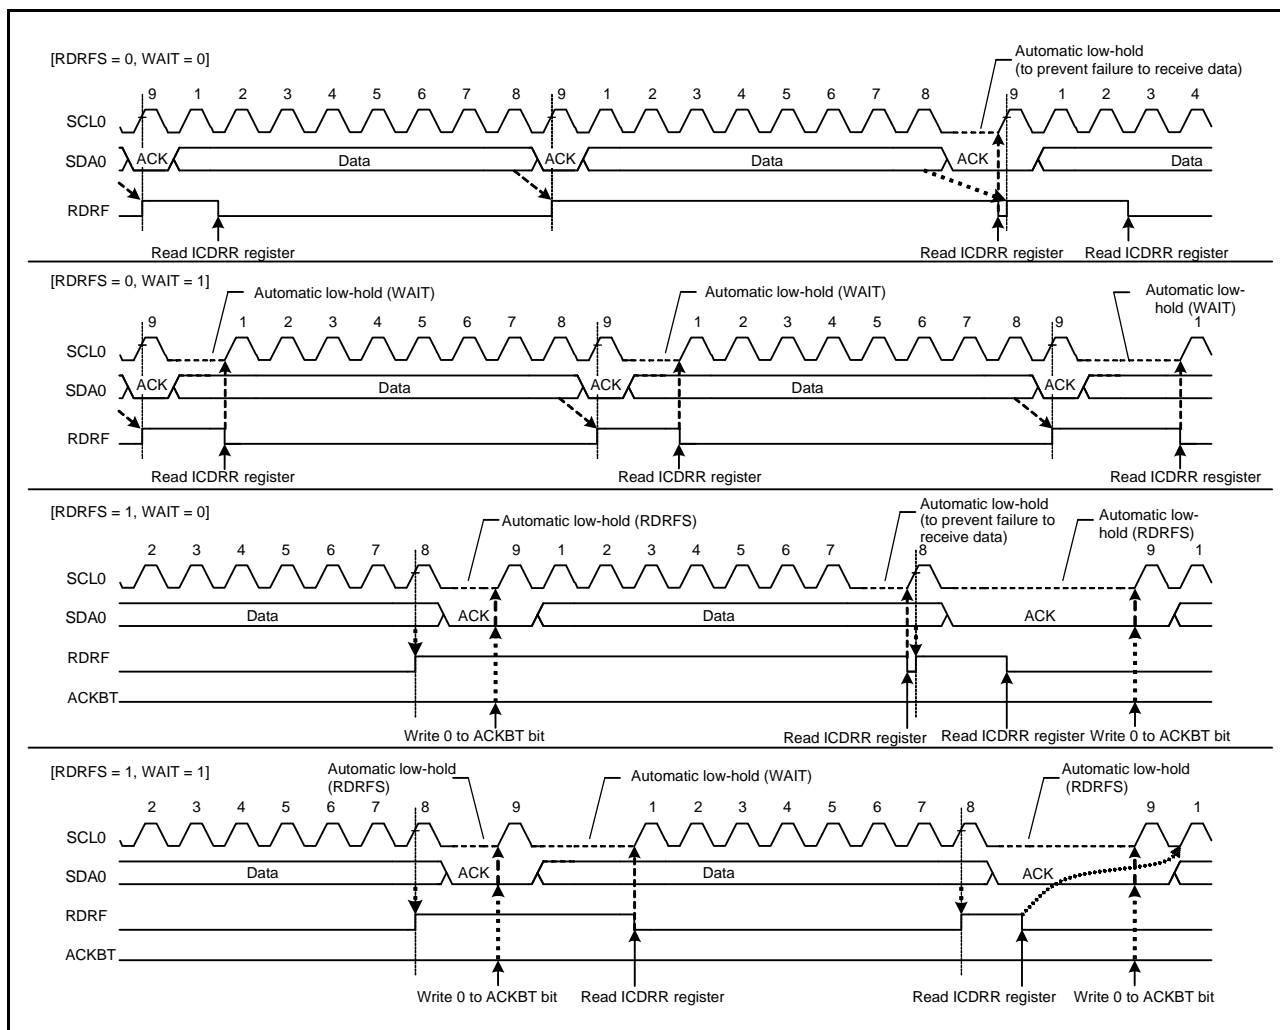 [RDRFS = 0, WAIT = 0]
Automatic low-hold
(to prevent failure to receive data)
9 1 2 3 4 5 6 7 8 9 1 2 3 4 5 6 7 8 9 1 2 3 4
SCL0
SDA0 ACK Data ACK Data ACK Data
RDRF
Read ICDRR register Read ICDRR register Read ICDRR register
[RDRFS = 0, WAIT = 1]
Automatic low-hold (WAIT) Automatic low-hold (WAIT) Automatic low-
hold (WAIT)
9 1 2 3 4 5 6 7 8 9 1 2 3 4 5 6 7 8 9 1
SCL0
SDA0 ACK Data ACK Data ACK
RDRF
Read ICDRR register Read ICDRR register Read ICDRR resgister
[RDRFS = 1, WAIT = 0]
Automatic low-hold (RDRFS) Automatic low-hold
(to prevent failure to
receive data) Automatic low-
hold (RDRFS)
2 3 4 5 6 7 8 9 1 2 3 4 5 6 7 8 9 1
SCL0
SDA0 Data ACK Data ACK
RDRF
ACKBT
Write 0 to ACKBT bit Read ICDRR register Read ICDRR register Write 0 to ACKBT bit
[RDRFS = 1, WAIT = 1]
Automatic low-hold
(RDRFS) Automatic low-hold (WAIT) Automatic low-hold
(RDRFS)
2 3 4 5 6 7 8 9 1 2 3 4 5 6 7 8 9 1
SCL0
SDA0 Data ACK Data ACK
RDRF
ACKBT
Write 0 to ACKBT bit Read ICDRR register Read ICDRR register Write 0 to ACKBT bit